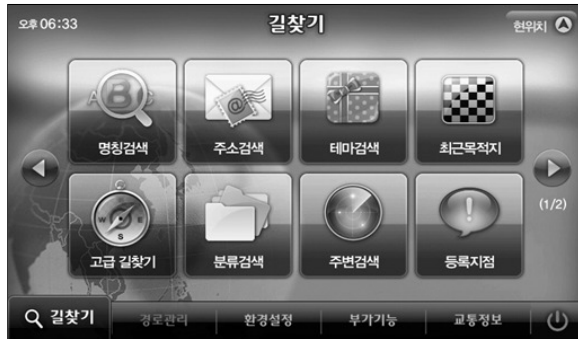 오후 06:33
길찾기
현위치
A B C
명칭검색
주소검색
테마검색
최근목적지
@
W E
S
고급 길찾기
분류검색
주변검색
등록지점
(1/2)
길찾기
경로관리
환경설정
부가기능
교통정보